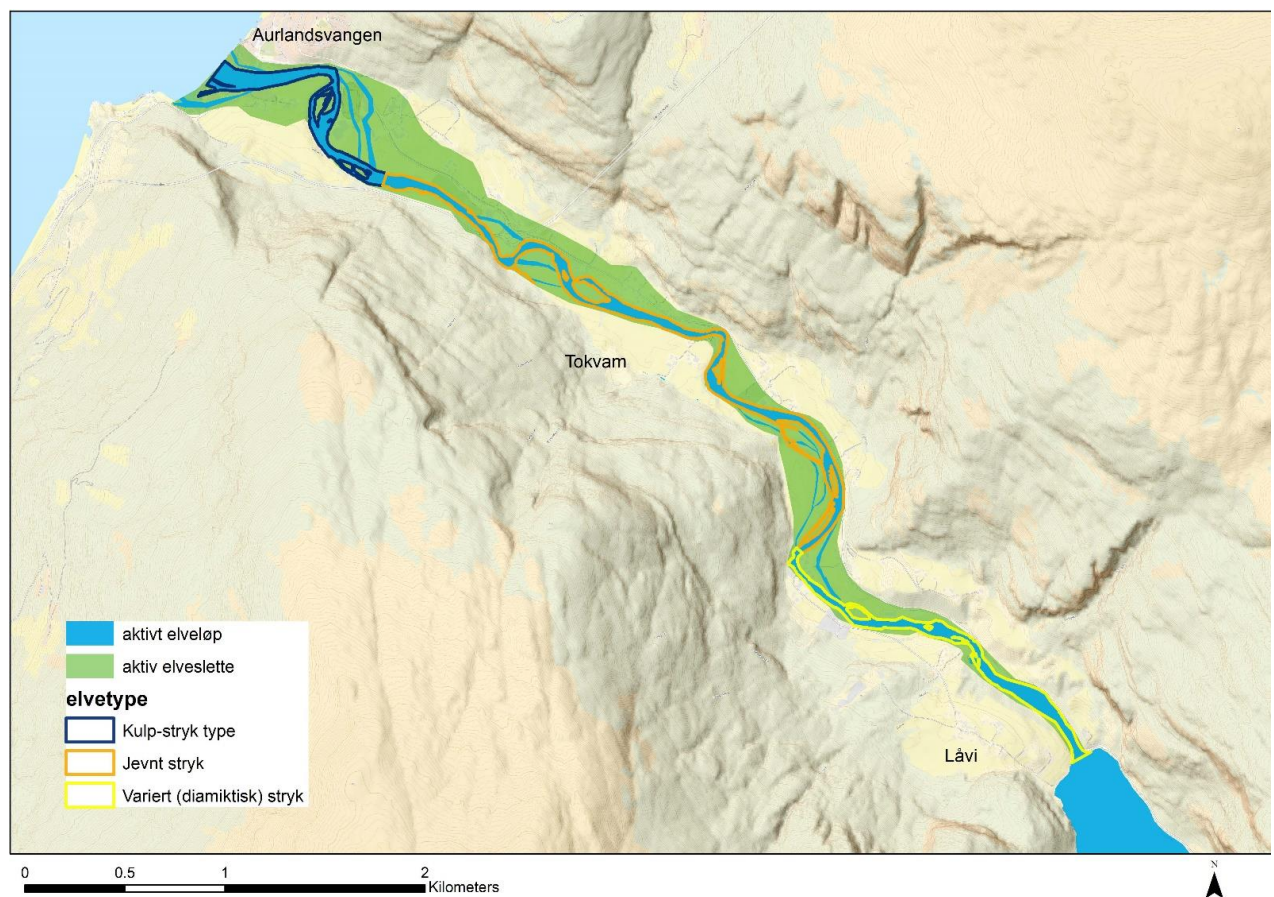 Aurlandsvangen
Tokvam
Låvi
aktivt elveløp
aktiv elveslette
elvetype
Kulp-stryk type
Jevnt stryk
Variert (diamiktisk) stryk
0 0.5 1 2
Kilometers
N